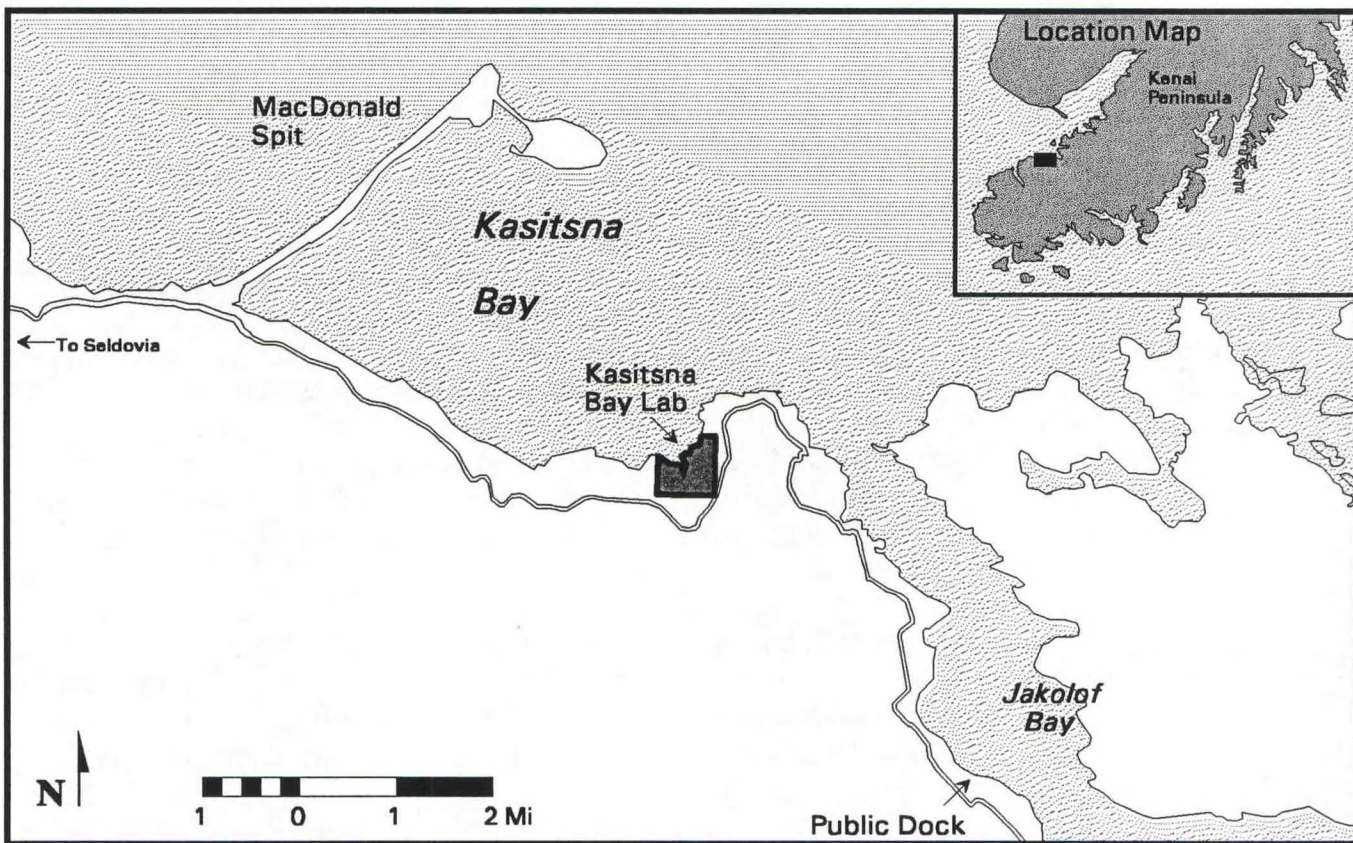 Location Map
Kenai
Peninsula
MacDonald
Spit
Kasitsna
Bay
To Seldovia
Kasitsna
Bay Lab
Jakolof
Bay
N
1 0 1 2 Mi
Public Dock